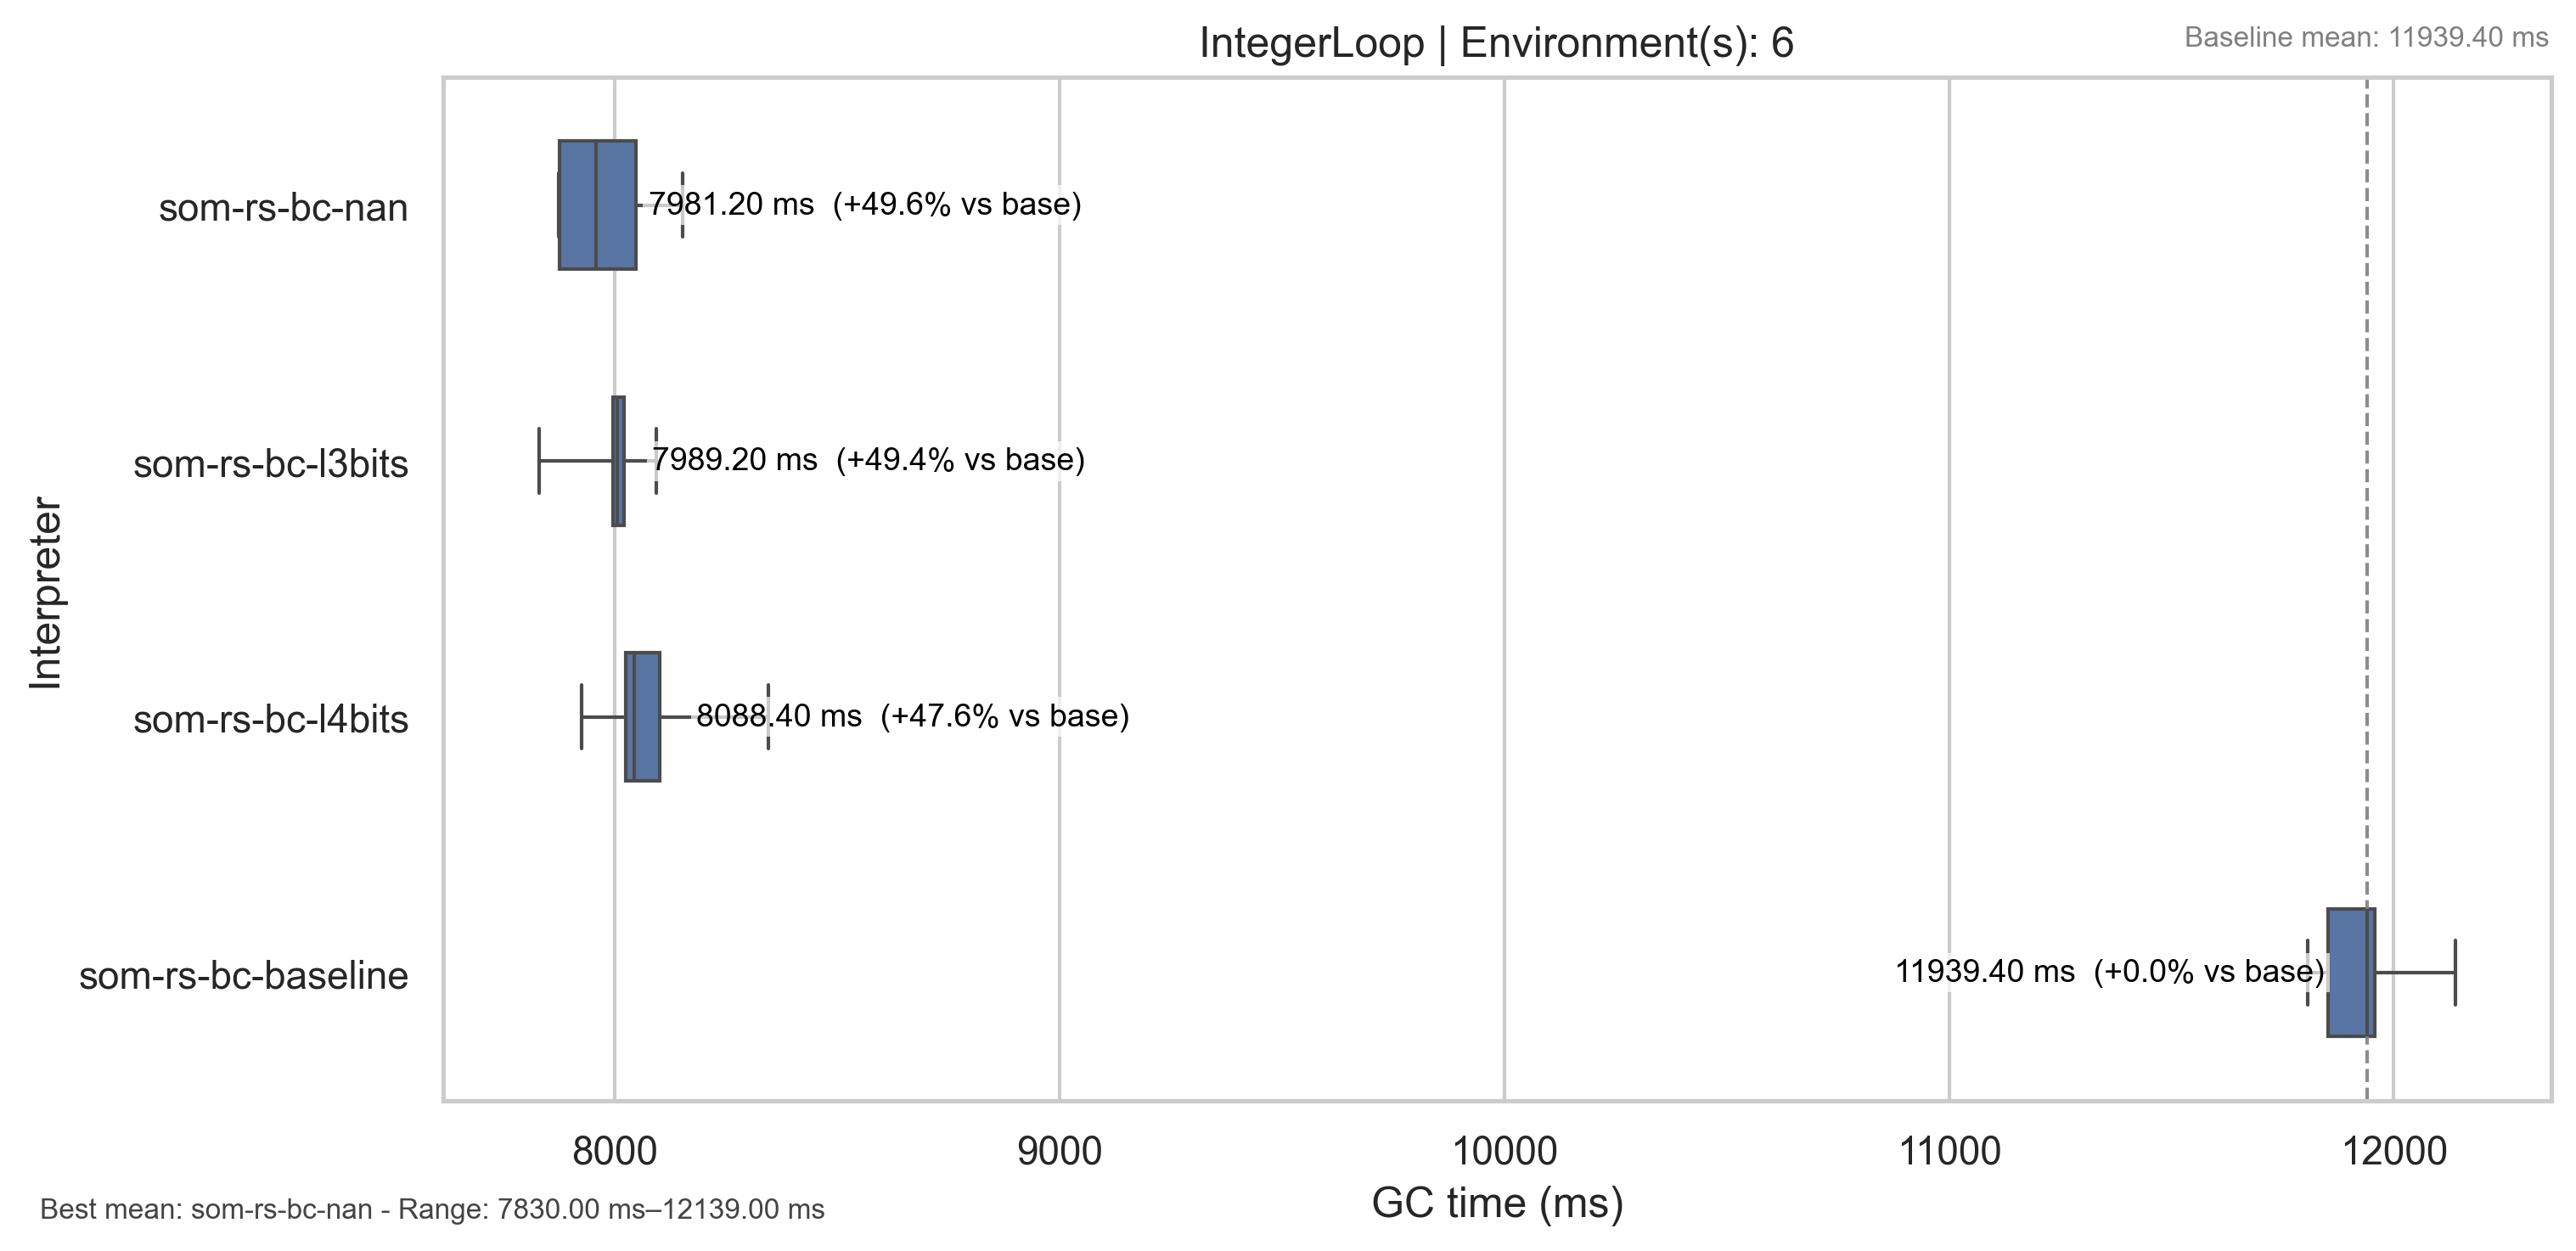 IntegerLoop | Environment(s): 6
Baseline mean: 11939.40 ms
Interpreter
som-rs-bc-nan
7981.20 ms (+49.6% vs base)
som-rs-bc-l3bits
7989.20 ms (+49.4% vs base)
som-rs-bc-l4bits
8088.40 ms (+47.6% vs base)
som-rs-bc-baseline
11939.40 ms (+0.0% vs base)
8000
9000
10000
11000
12000
GC time (ms)
Best mean: som-rs-bc-nan - Range: 7830.00 ms–12139.00 ms